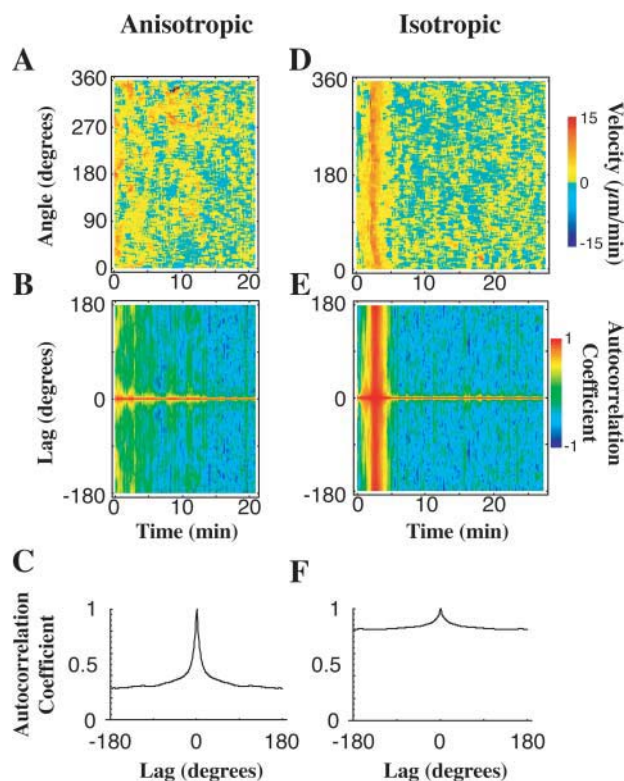 Anisotropic
Isotropic
A
D
360
270
180
90
0
Angle (degrees)
0
10
20
360
180
0
0
10
20
15
0
-15
Velocity (μm/min)
B
E
180
0
-180
Lag (degrees)
0
10
20
Time (min)
0
10
20
Time (min)
1
-1
Autocorrelation
Coefficient
C
F
Autocorrelation
Coefficient
1
0.5
0
-180
0
180
Lag (degrees)
1
0.5
0
-180
0
180
Lag (degrees)